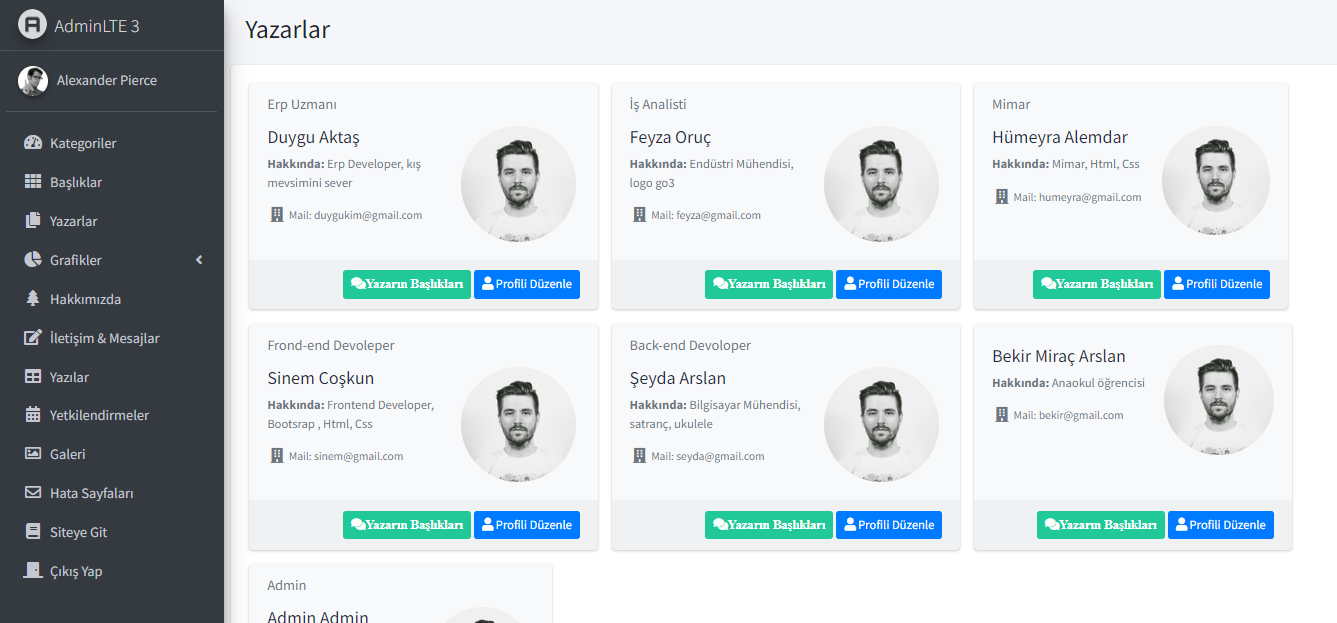 AdminLTE 3
Alexander Pierce
Kategoriler
Başlıklar
Yazarlar
Grafikler
Hakkımızda
İletişim & Mesajlar
Yazılar
Yetkilendirmeler
Galeri
Hata Sayfaları
Siteye Git
Çıkış Yap
Yazarlar
Erp Uzmanı
Duygu Aktaş
Hakkında: Erp Developer, kış
mevsimini sever
Mail: duygukim@gmail.com
Yazarın Başlıkları
Profili Düzenle
İş Analisti
Feyza Oruç
Hakkında: Endüstri Mühendisi,
logo go3
Mail: feyza@gmail.com
Yazarın Başlıkları
Profili Düzenle
Mimar
Hümeyra Alemdar
Hakkında: Mimar, Html, Css
Mail: humeyra@gmail.com
Yazarın Başlıkları
Profili Düzenle
Frond-end Devoleper
Sinem Coşkun
Hakkında: Frontend Developer,
Bootsrap , Html, Css
Mail: sinem@gmail.com
Yazarın Başlıkları
Profili Düzenle
Back-end Devoloper
Şeyda Arslan
Hakkında: Bilgisayar Mühendisi,
satranç, ukulele
Mail: seyda@gmail.com
Yazarın Başlıkları
Profili Düzenle
Bekir Miraç Arslan
Hakkında: Anaokul öğrencisi
Mail: bekir@gmail.com
Yazarın Başlıkları
Profili Düzenle
Admin
Admin Admin